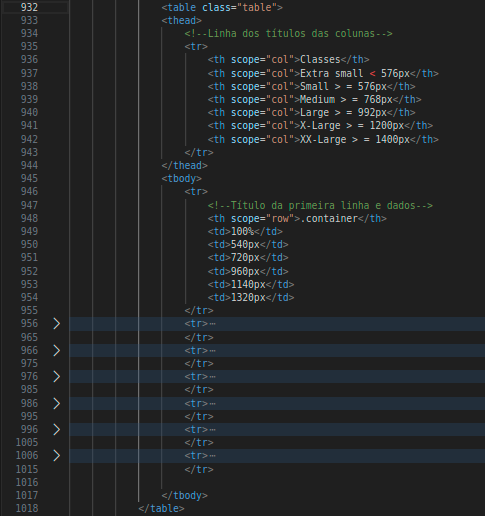 932 <table class="table">
933 <thead>
934 <!--Linha dos títulos das colunas-->
935 <tr>
936 <th scope="col">Classes</th>
937 <th scope="col">Extra small < 576px</th>
938 <th scope="col">Small > = 576px</th>
939 <th scope="col">Medium > = 768px</th>
940 <th scope="col">Large > = 992px</th>
941 <th scope="col">X-Large > = 1200px</th>
942 <th scope="col">XX-Large > = 1400px</th>
943 </tr>
944 </thead>
945 <tbody>
946 <tr>
947 <!--Título da primeira linha e dados-->
948 <th scope="row">.container</th>
949 <td>100%</td>
950 <td>540px</td>
951 <td>720px</td>
952 <td>960px</td>
953 <td>1140px</td>
954 <td>1320px</td>
955 </tr>
956 <tr>⋯
965 </tr>
966 <tr>⋯
975 </tr>
976 <tr>⋯
985 </tr>
986 <tr>⋯
995 </tr>
996 <tr>⋯
1005 </tr>
1006 <tr>⋯
1015 </tr>
1016
1017 </tbody>
1018 </table>